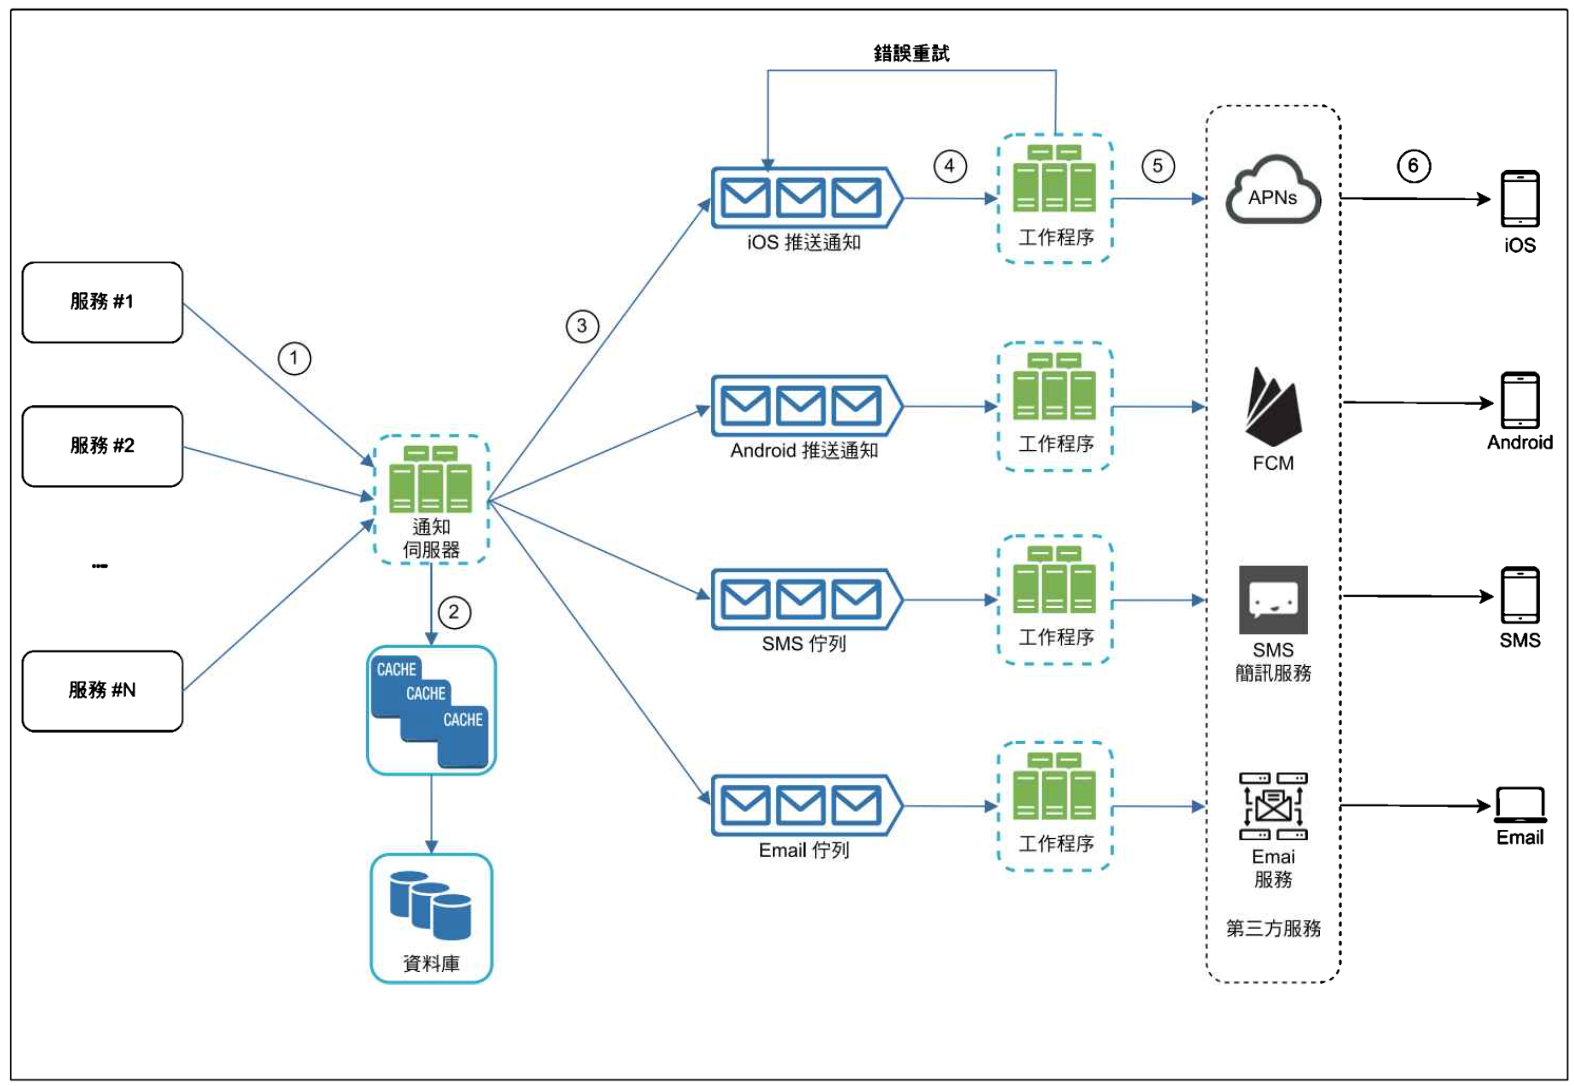 錯誤重試
4
5
6
APNs
iOS 推送通知
工作程序
iOS
服務 #1
1
3
服務 #2
Android 推送通知
工作程序
FCM
Android
通知
伺服器
...
2
SMS 佇列
工作程序
SMS
簡訊服務
SMS
服務 #N
CACHE
CACHE
CACHE
Email 佇列
工作程序
Emai
服務
Email
第三方服務
資料庫